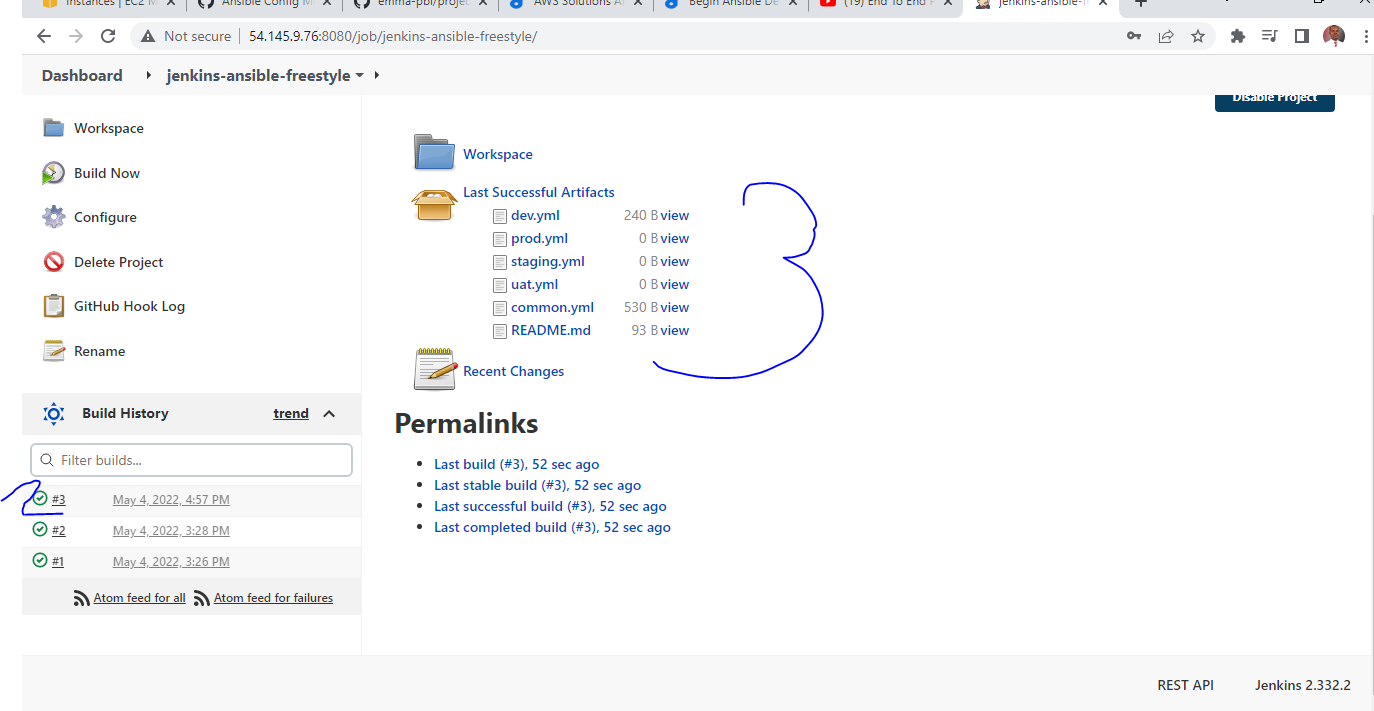 Instances | EC2 M
Ansible Config M
emma-pbl/projec
AWS Solutions A
Begin Ansible De
(19) End To End P
jenkins-ansible-f
Not secure | 54.145.9.76:8080/job/jenkins-ansible-freestyle/
Dashboard
jenkins-ansible-freestyle
Disable Project
Workspace
Build Now
Configure
Delete Project
GitHub Hook Log
Rename
Workspace
Last Successful Artifacts
dev.yml 240 B view
prod.yml 0 B view
staging.yml 0 B view
uat.yml 0 B view
common.yml 530 B view
README.md 93 B view
Recent Changes
Build History trend
Filter builds...
#3 May 4, 2022, 4:57 PM
#2 May 4, 2022, 3:28 PM
#1 May 4, 2022, 3:26 PM
Atom feed for all Atom feed for failures
Permalinks
Last build (#3), 52 sec ago
Last stable build (#3), 52 sec ago
Last successful build (#3), 52 sec ago
Last completed build (#3), 52 sec ago
REST API Jenkins 2.332.2